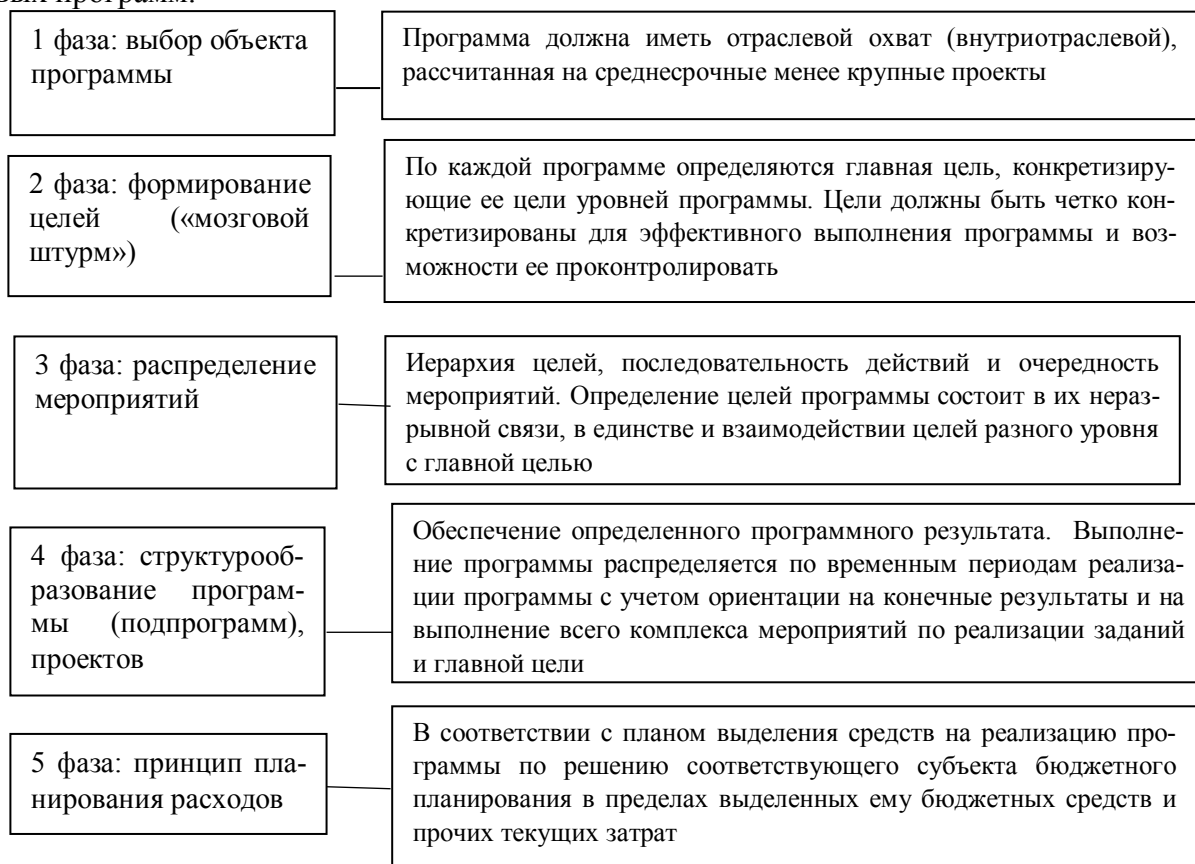 1 фаза: выбор объекта
программы
Программа должна иметь отраслевой охват (внутриотраслевой),
рассчитанная на среднесрочные менее крупные проекты
2 фаза: формирование
целей («мозговой
штурм»)
По каждой программе определяются главная цель, конкретизиру-
ющие ее цели уровней программы. Цели должны быть четко кон-
кретизированы для эффективного выполнения программы и воз-
можности ее проконтролировать
3 фаза: распределение
мероприятий
Иерархия целей, последовательность действий и очередность
мероприятий. Определение целей программы состоит в их нераз-
рывной связи, в единстве и взаимодействии целей разного уровня
с главной целью
4 фаза: структурооб-
разование програм-
мы (подпрограмм),
проектов
Обеспечение определенного программного результата. Выполне-
ние программы распределяется по временным периодам реализа-
ции программы с учетом ориентации на конечные результаты и на
выполнение всего комплекса мероприятий по реализации заданий
и главной цели
5 фаза: принцип пла-
нирования расходов
В соответствии с планом выделения средств на реализацию про-
граммы по решению соответствующего субъекта бюджетного
планирования в пределах выделенных ему бюджетных средств и
прочих текущих затрат